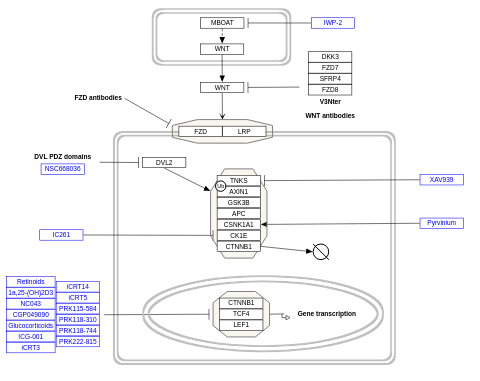 MBOAT
IWP-2
WNT
WNT
DKK3
FZD7
SFRP4
FZD8
V3Nter
WNT antibodies
FZD antibodies
FZD
LRP
DVL PDZ domains
NSC668036
DVL2
TNKS
Ub
AXIN1
GSK3B
APC
CSNK1A1
CK1E
CTNNB1
XAV939
Pyrvinium
IC261
Retinoids
1a,25-(OH)2D3
NC043
CGP049090
Glucocorticoids
ICG-001
iCRT3
iCRT14
iCRT5
PRK115-584
PRK118-310
PRK118-744
PRK222-815
CTNNB1
TCF4
LEF1
Gene transcription